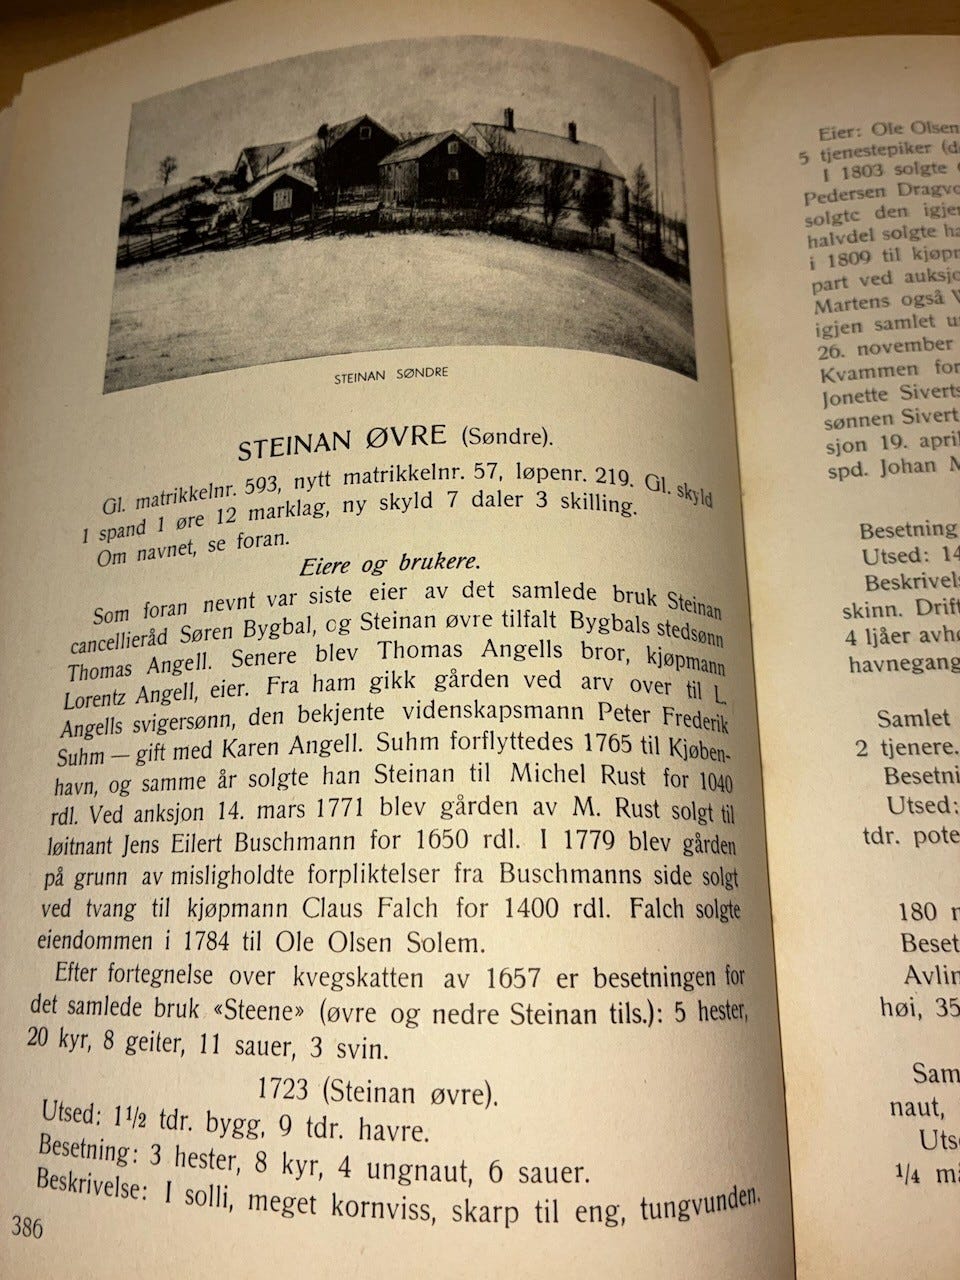 STEINAN SØNDRE
STEINAN ØVRE (Søndre).
Gl. matrikkelnr. 593, nytt matrikkelnr. 57, løpenr. 219. Gl. skyld
1 spand 1 øre 12 marklag, ny skyld 7 daler 3 skilling.
Om navnet, se foran.
Eiere og brukere.
Som foran nevnt var siste eier av det samlede bruk Steinan
cancellieråd Søren Bygbal, og Steinan øvre tilfalt Bygbals stedsønn
Thomas Angell. Senere blev Thomas Angells bror, kjøpmann
Lorentz Angell, eier. Fra ham gikk gården ved arv over til L.
Angells svigersønn, den bekjente videnskapsmann Peter Frederik
Suhm — gift med Karen Angell. Suhm forflyttedes 1765 til Kjøben-
havn, og samme år solgte han Steinan til Michel Rust for 1040
rdl. Ved anksjon 14. mars 1771 blev gården av M. Rust solgt til
løitnant Jens Eilert Buschmann for 1650 rdl. I 1779 blev gården
på grunn av misligholdte forpliktelser fra Buschmanns side solgt
ved tvang til kjøpmann Claus Falch for 1400 rdl. Falch solgte
eiendommen i 1784 til Ole Olsen Solem.
Efter fortegnelse over kvegskatten av 1657 er besetningen for
det samlede bruk «Steene» (øvre og nedre Steinan tils.): 5 hester,
20 kyr, 8 geiter, 11 sauer, 3 svin.
1723 (Steinan øvre).
Utsed: 1 1/2 tdr. bygg, 9 tdr. havre.
Besetning: 3 hester, 8 kyr, 4 ungnaut, 6 sauer.
Beskrivelse: I solli, meget kornviss, skarp til eng, tungvunden.
386
Eier: Ole Olsen
5 tjenestepiker (d
I 1803 solgte
Pedersen Dragvo
solgte den igjen
halvdel solgte ha
i 1809 til kjøpm
part ved auksjo
Martens også V
igjen samlet u
26. november
Kvammen for
Jonette Siverts
sønnen Sivert
sjon 19. april
spd. Johan M
Besetning
Utsed: 14
Beskrivels
skinn. Drift
4 ljåer avh
havnegang
Samlet
2 tjenere.
Besetni
Utsed:
tdr. pote
180 m
Beset
Avlin
høi, 35
Sam
naut,
Uts
1/4 må